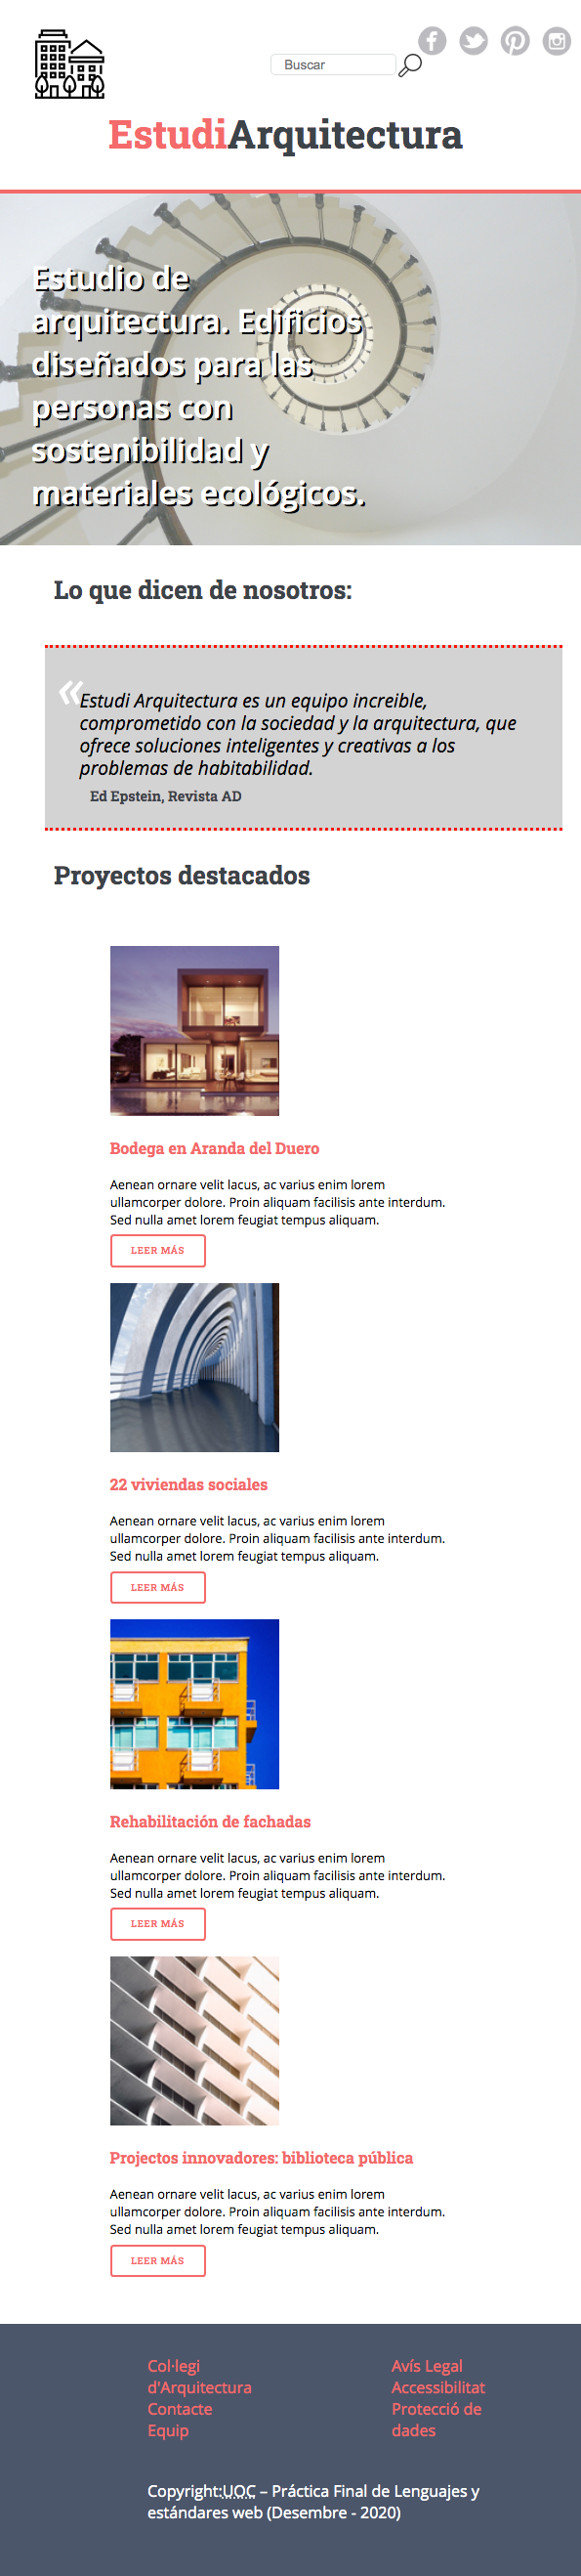 Buscar
EstudiArquitectura
Estudio de
arquitectura. Edificios
diseñados para las
personas con
sostenibilidad y
materiales ecológicos.
Lo que dicen de nosotros:
«
Estudi Arquitectura es un equipo increible,
comprometido con la sociedad y la arquitectura, que
ofrece soluciones inteligentes y creativas a los
problemas de habitabilidad.
Ed Epstein, Revista AD
Proyectos destacados
Bodega en Aranda del Duero
Aenean ornare velit lacus, ac varius enim lorem
ullamcorper dolore. Proin aliquam facilisis ante interdum.
Sed nulla amet lorem feugiat tempus aliquam.
LEER MÁS
22 viviendas sociales
Aenean ornare velit lacus, ac varius enim lorem
ullamcorper dolore. Proin aliquam facilisis ante interdum.
Sed nulla amet lorem feugiat tempus aliquam.
LEER MÁS
Rehabilitación de fachadas
Aenean ornare velit lacus, ac varius enim lorem
ullamcorper dolore. Proin aliquam facilisis ante interdum.
Sed nulla amet lorem feugiat tempus aliquam.
LEER MÁS
Projectos innovadores: biblioteca pública
Aenean ornare velit lacus, ac varius enim lorem
ullamcorper dolore. Proin aliquam facilisis ante interdum.
Sed nulla amet lorem feugiat tempus aliquam.
LEER MÁS
Col·legi
d'Arquitectura
Contacte
Equip
Avís Legal
Accessibilitat
Protecció de
dades
Copyright:UOC – Práctica Final de Lenguajes y
estándares web (Desembre - 2020)